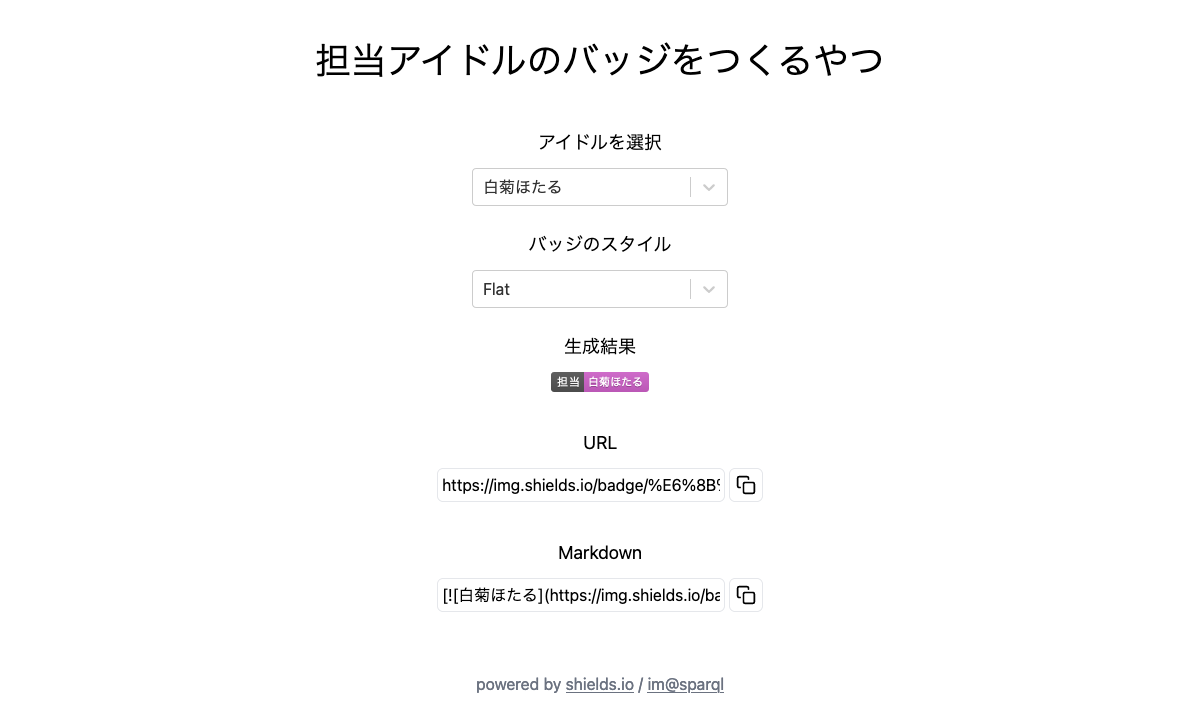 担当アイドルのバッジをつくるやつ
アイドルを選択
白菊ほたる
バッジのスタイル
Flat
生成結果
担当 白菊ほたる
URL
https://img.shields.io/badge/%E6%8B%
Markdown
[![白菊ほたる](https://img.shields.io/ba
powered by shields.io / im@sparql